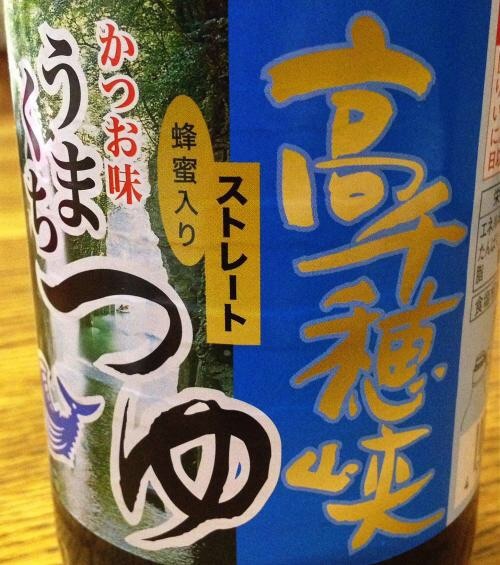 高千穂峡
ストレート
蜂蜜入り
かつお味
うまくち
つゆ